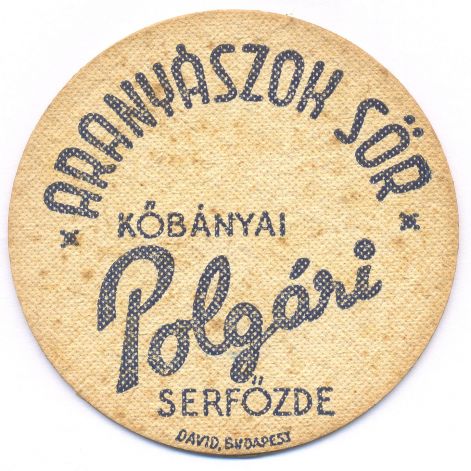 ARANYÁSZOK SÖR
KŐBÁNYAI
Polgári
SERFŐZDE
DAVID, BUDAPEST